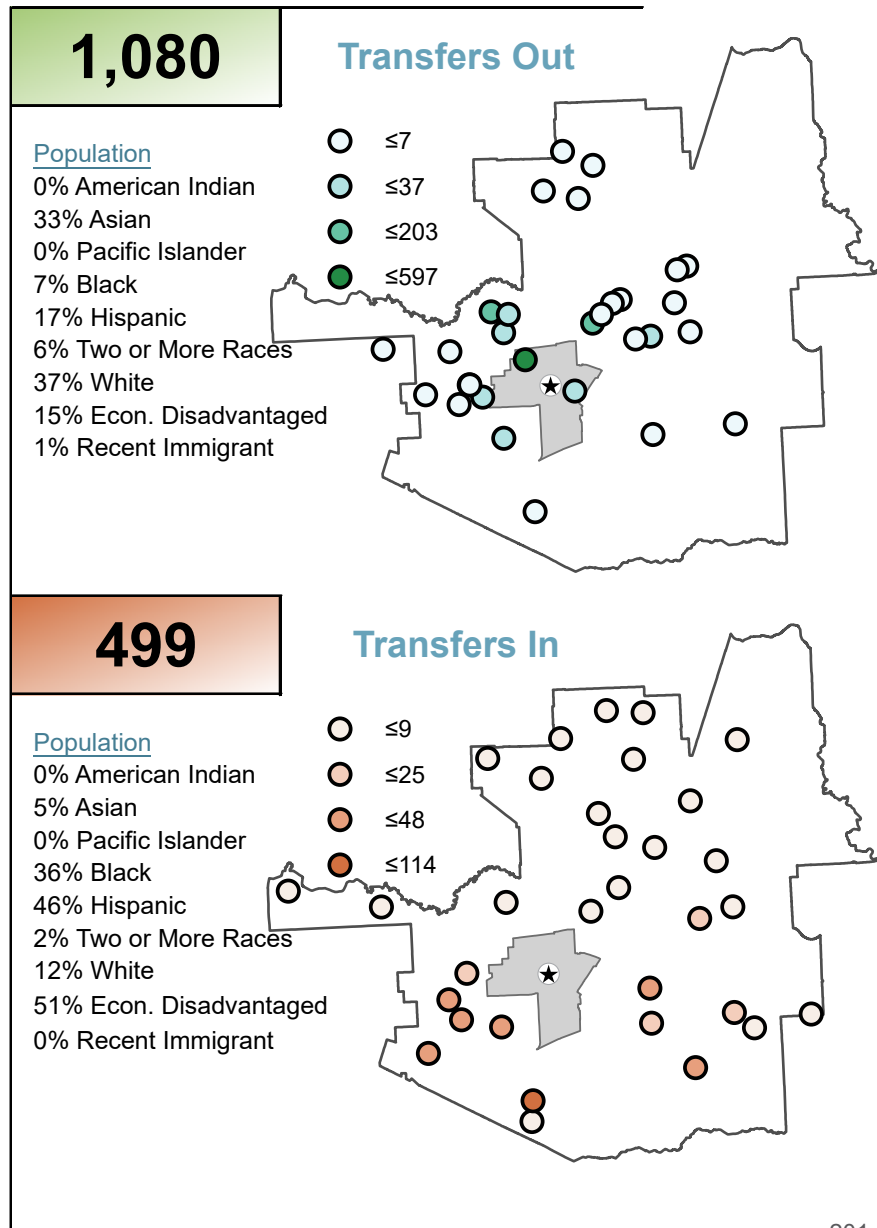 1,080
Transfers Out
Population
0% American Indian
33% Asian
0% Pacific Islander
7% Black
17% Hispanic
6% Two or More Races
37% White
15% Econ. Disadvantaged
1% Recent Immigrant
≤7
≤37
≤203
≤597
499
Transfers In
Population
0% American Indian
5% Asian
0% Pacific Islander
36% Black
46% Hispanic
2% Two or More Races
12% White
51% Econ. Disadvantaged
0% Recent Immigrant
≤9
≤25
≤48
≤114